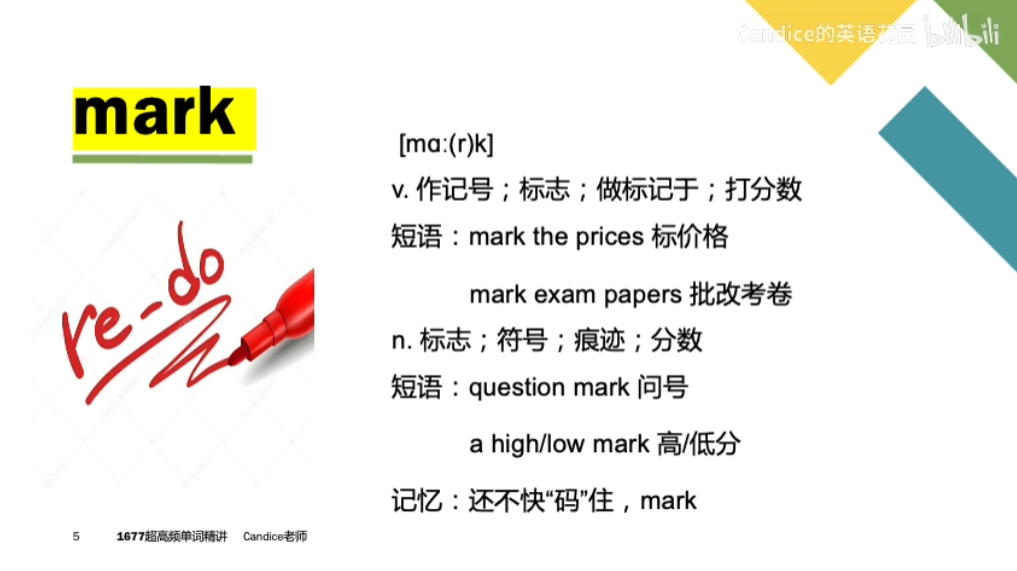 Candice的英语花园 bilibili
mark
[mɑ:(r)k]
v. 作记号；标志；做标记于；打分数
短语：mark the prices 标价格
mark exam papers 批改考卷
n. 标志；符号；痕迹；分数
短语：question mark 问号
a high/low mark 高/低分
记忆：还不快“码”住，mark
re-do
5 1677超高频单词精讲 Candice老师